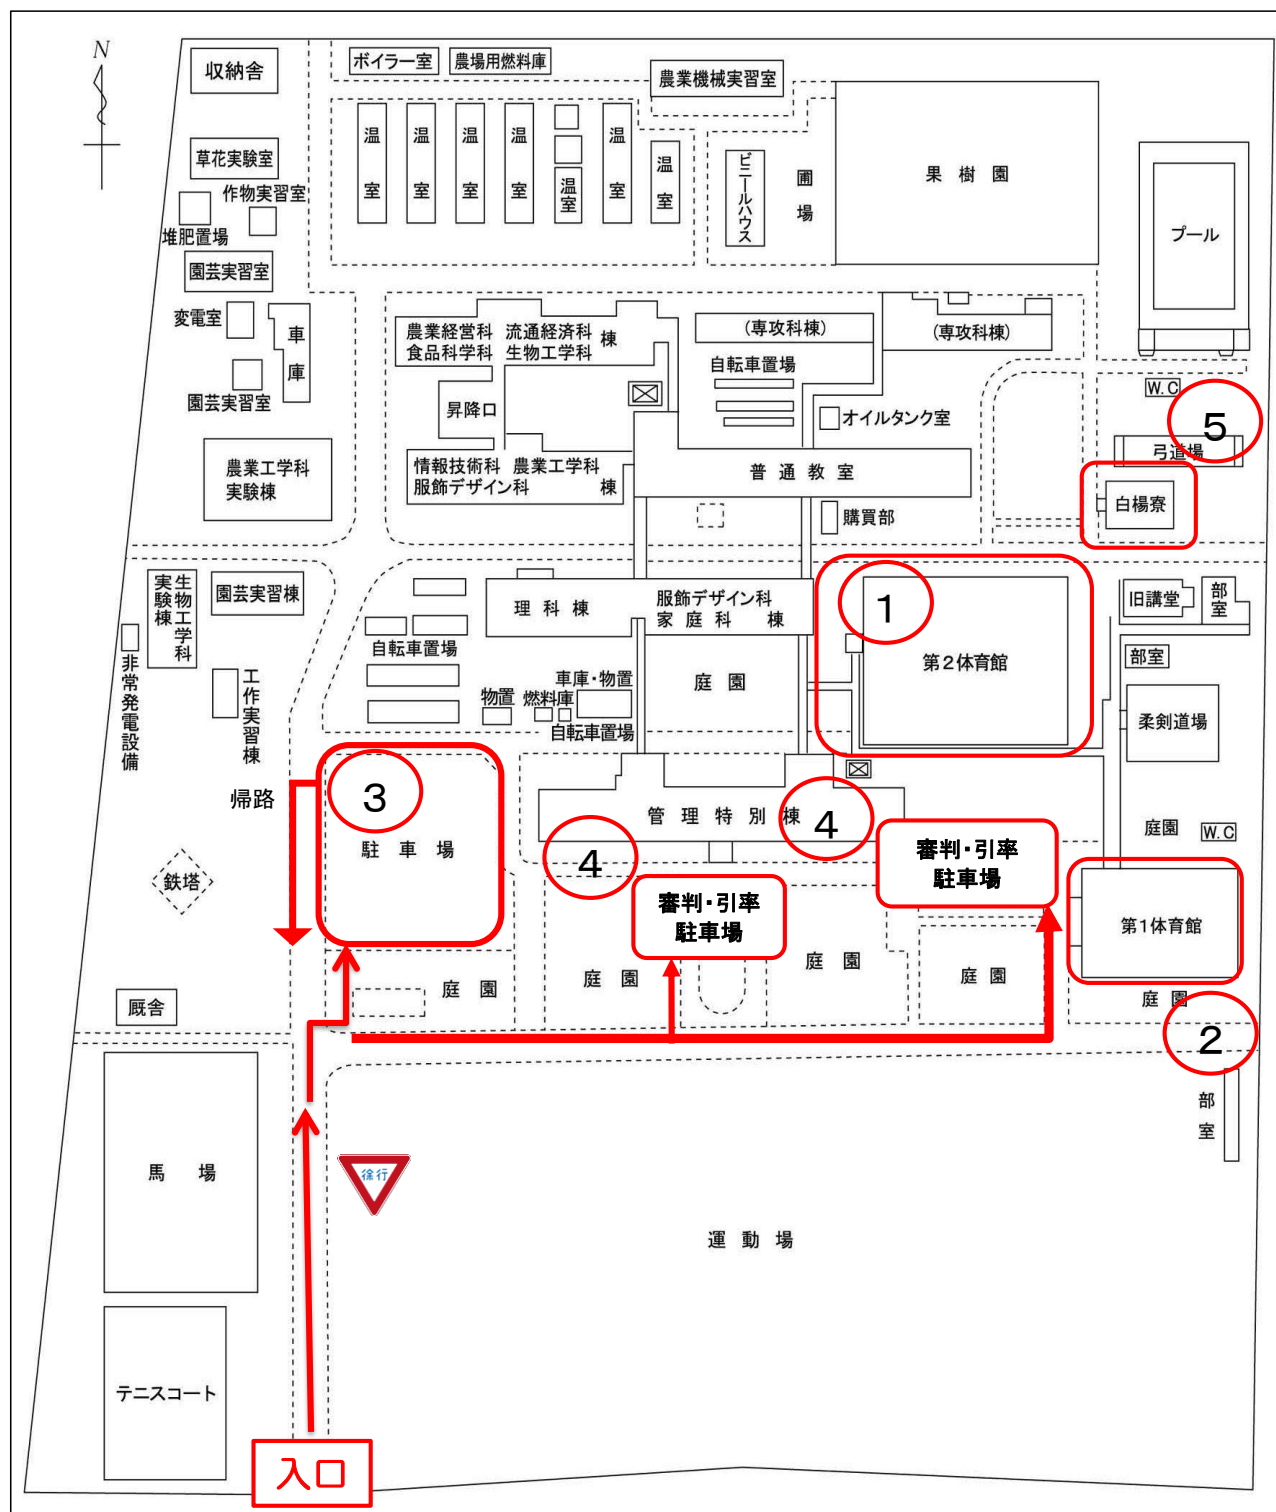 N
収納舎
ボイラー室
農場用燃料庫
農業機械実習室
草花実験室
作物実習室
堆肥置場
園芸実習室
変電室
車庫
園芸実習室
温室
温室
温室
温室
温室
温室
温室
ビニールハウス
圃場
果樹園
プール
農業経営科 流通経済科 棟
食品科学科 生物工学科
(専攻科棟)
(専攻科棟)
自転車置場
昇降口
オイルタンク室
W.C
5
弓道場
農業工学科
実験棟
情報技術科 農業工学科
服飾デザイン科 棟
普通教室
白楊寮
購買部
生物工学科
実験棟
園芸実習棟
理科棟
服飾デザイン科
家庭科棟
1
第2体育館
旧講堂
部室
部室
非常発電設備
工作実習棟
自転車置場
車庫・物置
物置
燃料庫
自転車置場
庭園
柔剣道場
帰路
3
駐車場
管理特別棟
4
4
審判・引率
駐車場
庭園
W.C
鉄塔
審判・引率
駐車場
第1体育館
厩舎
庭園
庭園
庭園
庭園
庭園
2
部室
馬場
徐行
運動場
テニスコート
入口